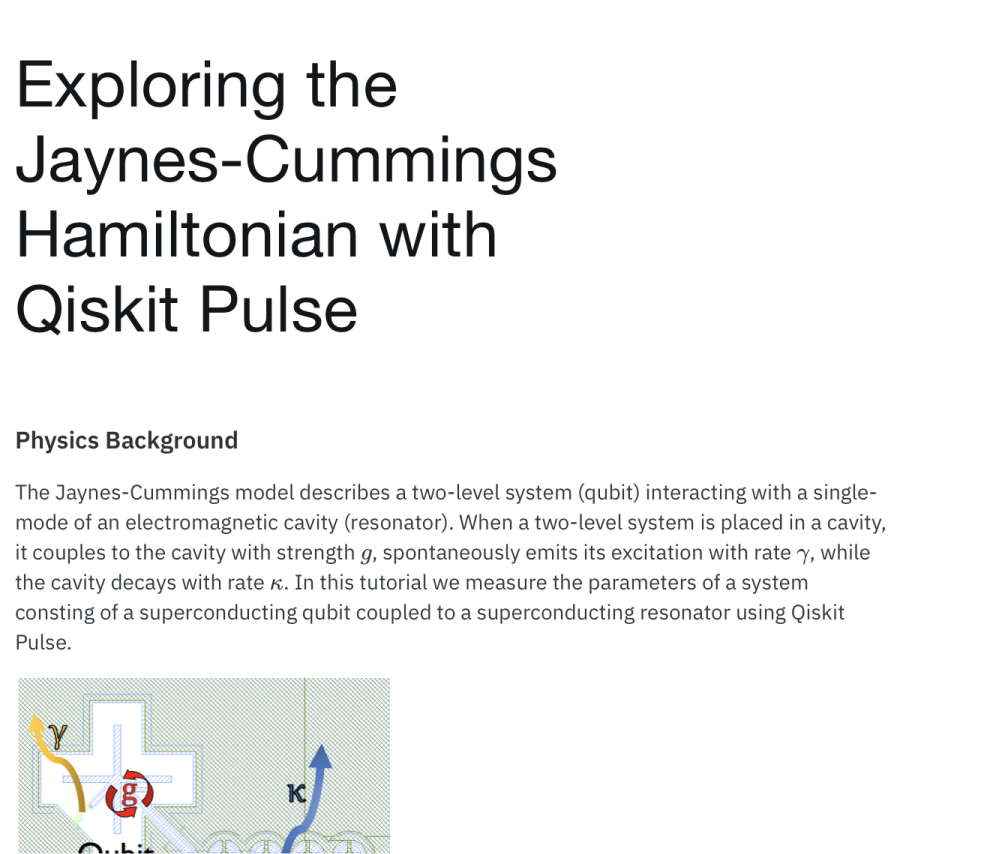 Exploring the
Jaynes-Cummings
Hamiltonian with
Qiskit Pulse
Physics Background
The Jaynes-Cummings model describes a two-level system (qubit) interacting with a single-
mode of an electromagnetic cavity (resonator). When a two-level system is placed in a cavity,
it couples to the cavity with strength g, spontaneously emits its excitation with rate γ, while
the cavity decays with rate κ. In this tutorial we measure the parameters of a system
consting of a superconducting qubit coupled to a superconducting resonator using Qiskit
Pulse.
γ
g
κ
Qubit